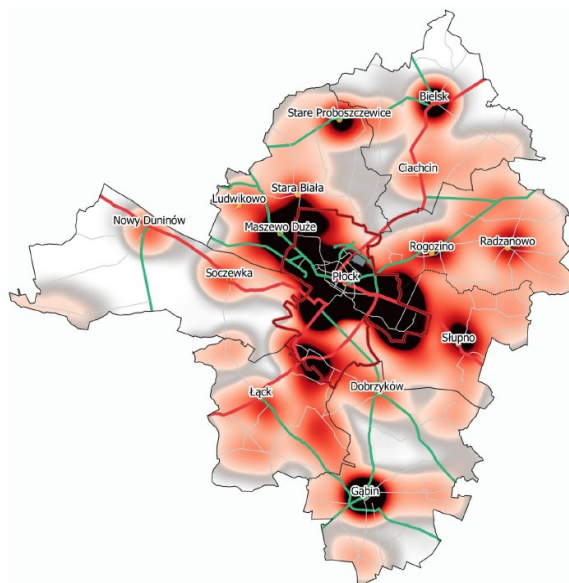 Bielsk
Stare Proboszczewice
Ciachcin
Stara Biała
Ludwikowo
Nowy Duninów
Maszewo Duże
Rogozino
Radzanowo
Soczewka
Płock
Słupno
Łąck
Dobrzyków
Gąbin